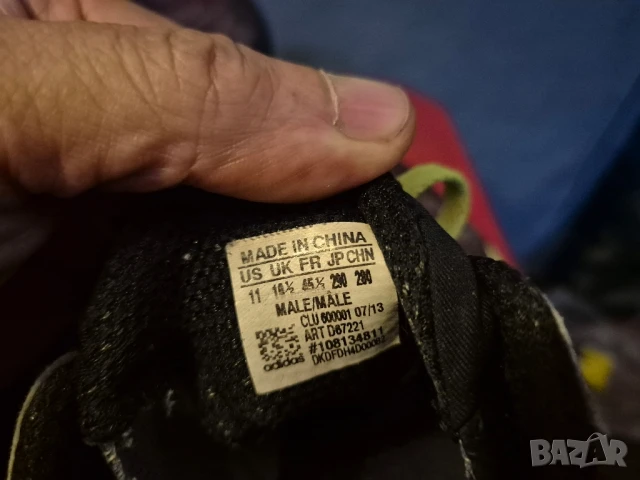 MADE IN CHINA
US UK FR JP CHN
11 10½ 45⅓ 290 290
MALE/MÂLE
CLU 600001 07/13
ART D67221
#108134811
adidas
BAZAR